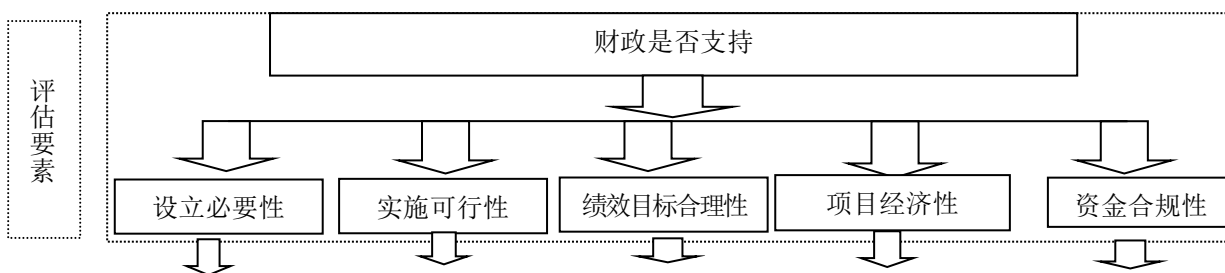 财政是否支持
评估要素
设立必要性
实施可行性
绩效目标合理性
项目经济性
资金合规性